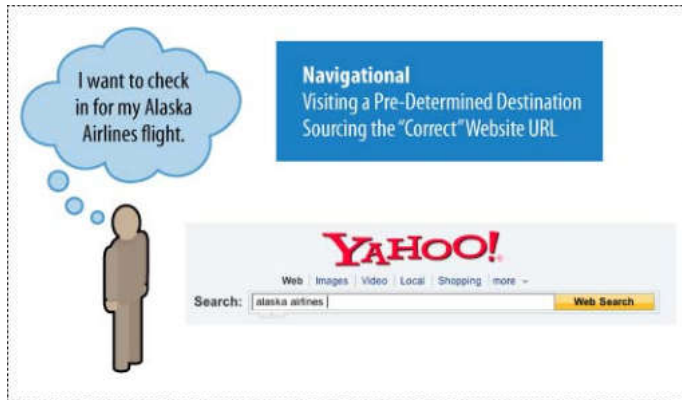 I want to check
in for my Alaska
Airlines flight.
Navigational
Visiting a Pre-Determined Destination
Sourcing the “Correct” Website URL
YAHOO!
Web | Images | Video | Local | Shopping | more
Search: alaska airlines Web Search